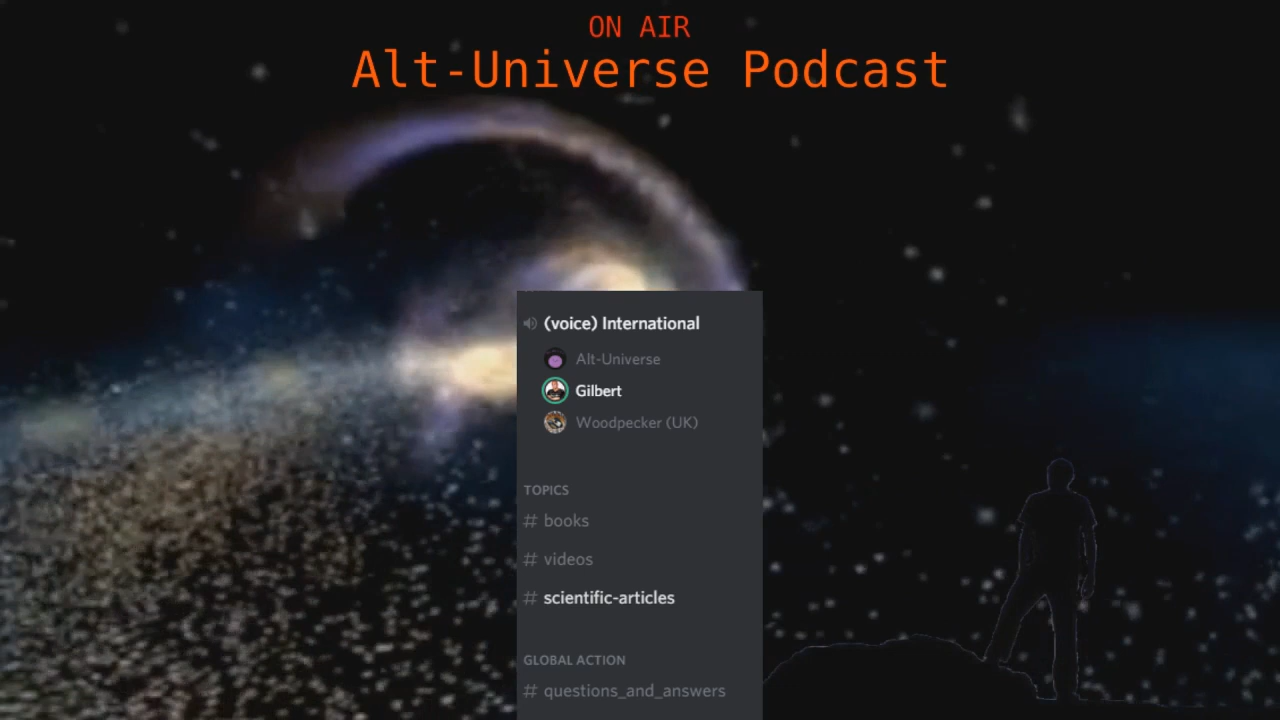 ON AIR
Alt-Universe Podcast
(voice) International
Alt-Universe
Gilbert
Woodpecker (UK)
TOPICS
# books
# videos
# scientific-articles
GLOBAL ACTION
# questions_and_answers